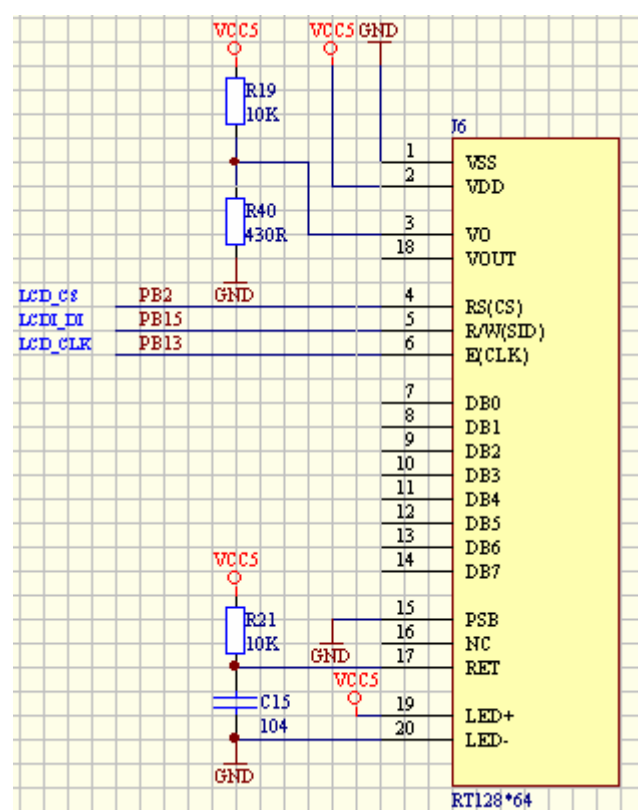 VCC5
VCC5 GND
R19
10K
J6
1 VSS
2 VDD
R40
430R
3 VO
18 VOUT
GND
LCD_CS PB2 4 RS(CS)
LCDI_DI PB15 5 R/W(SID)
LCD_CLK PB13 6 E(CLK)
7 DB0
8 DB1
9 DB2
10 DB3
11 DB4
12 DB5
13 DB6
14 DB7
VCC5
R21
10K
15 PSB
GND
16 NC
17 RET
VCC5
C15
104
19 LED+
20 LED-
GND
RT128*64